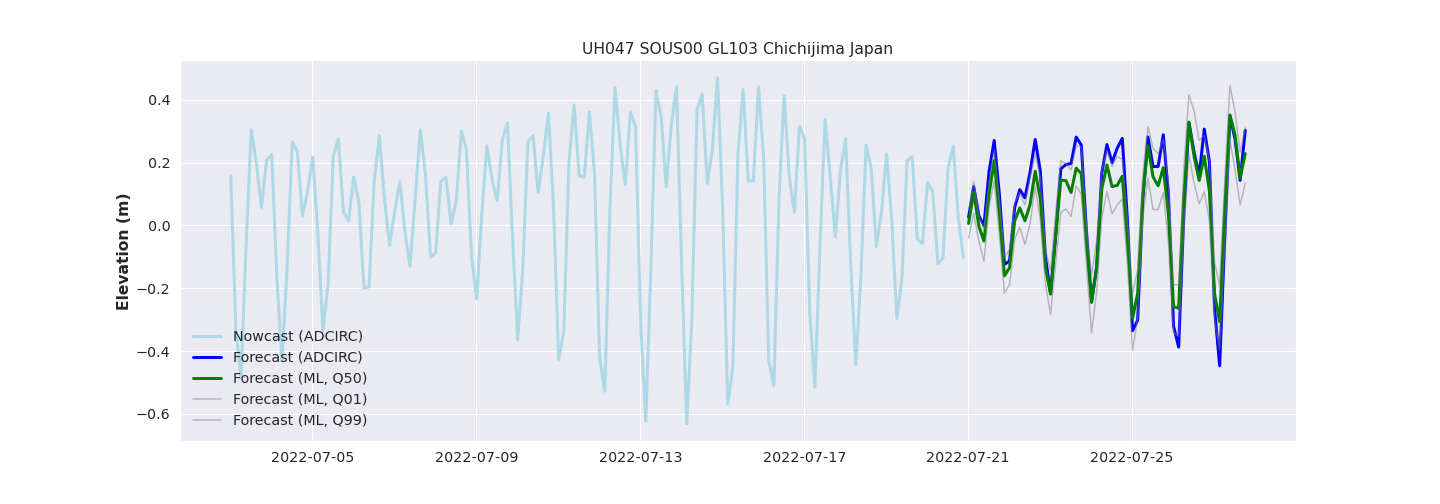 UH047 SOUS00 GL103 Chichijima Japan
Elevation (m)
0.4
0.2
0.0
−0.2
−0.4
−0.6
Nowcast (ADCIRC)
Forecast (ADCIRC)
Forecast (ML, Q50)
Forecast (ML, Q01)
Forecast (ML, Q99)
2022-07-05 2022-07-09 2022-07-13 2022-07-17 2022-07-21 2022-07-25